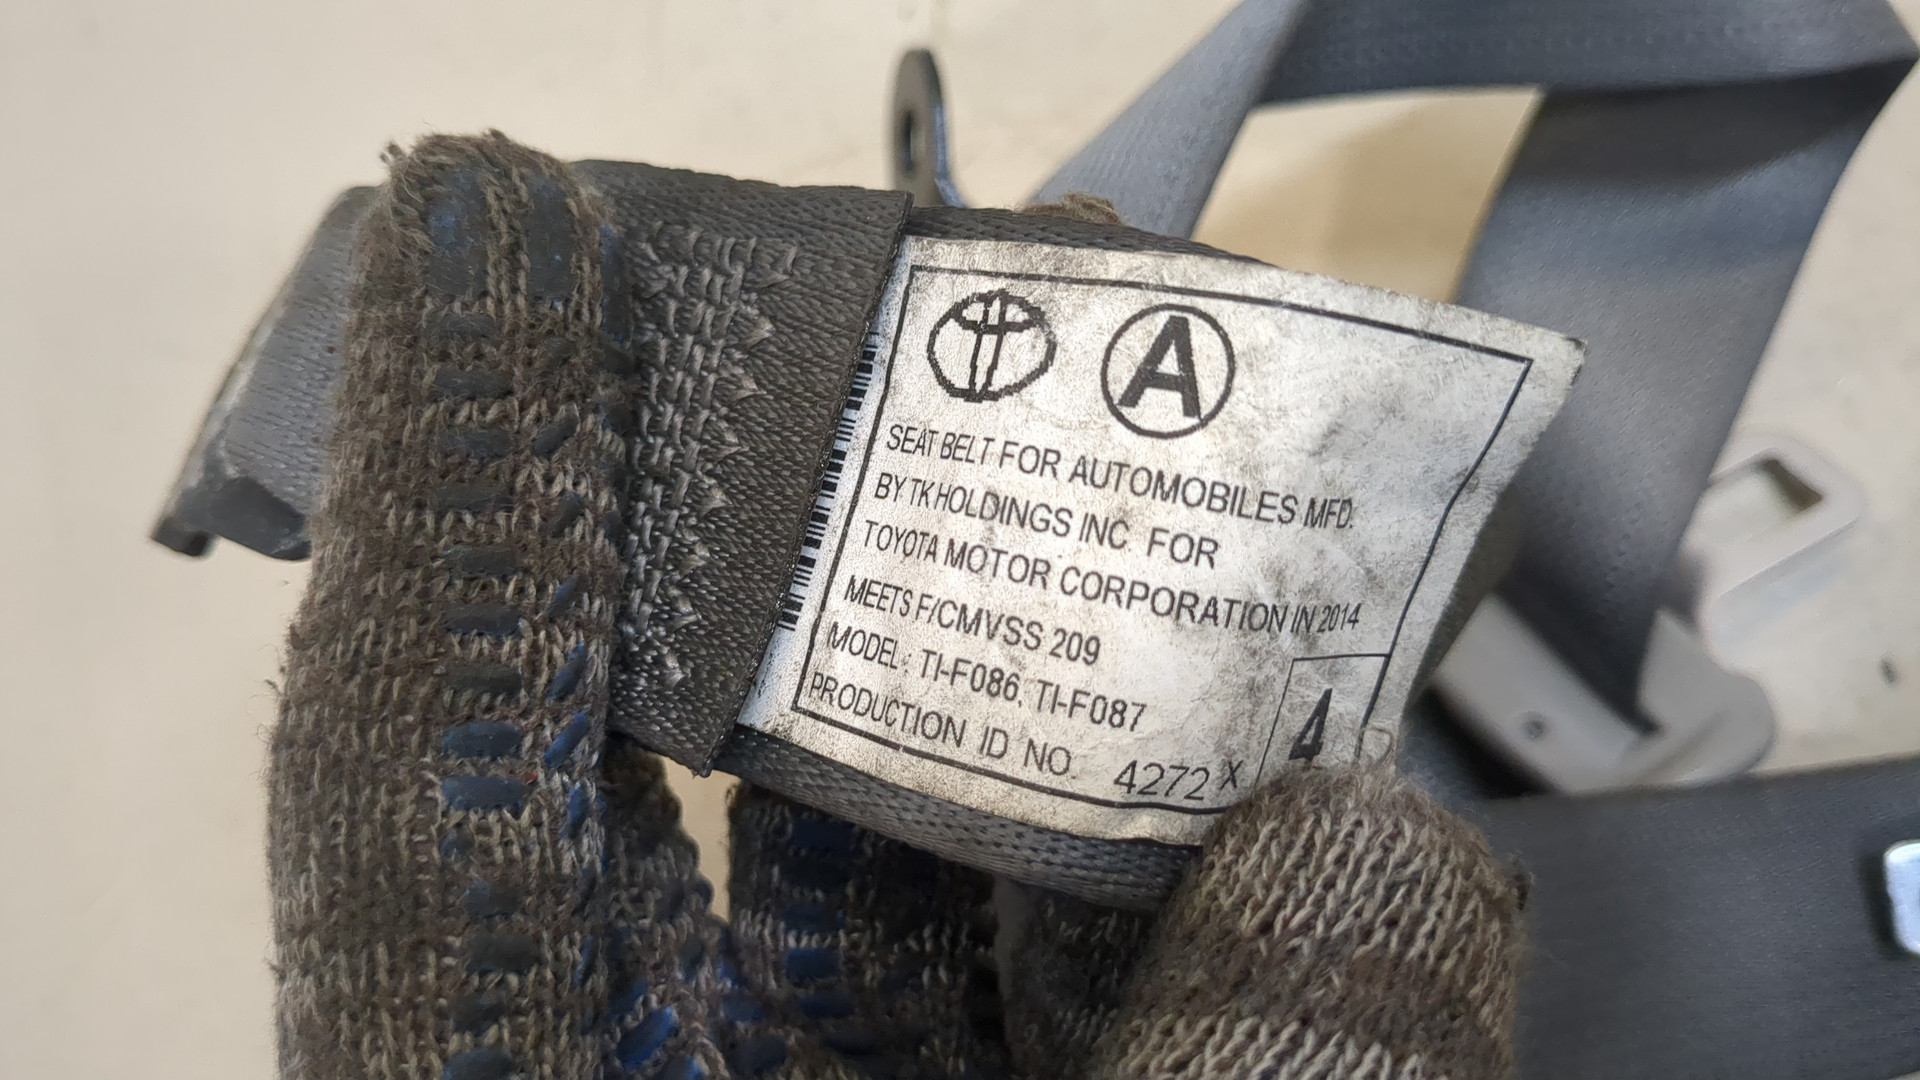 A
SEAT BELT FOR AUTOMOBILES MFD.
BY TK HOLDINGS INC. FOR
TOYOTA MOTOR CORPORATION IN 2014
MEETS F/CMVSS 209
MODEL: TI-F086, TI-F087
PRODUCTION ID NO. 4272X
4